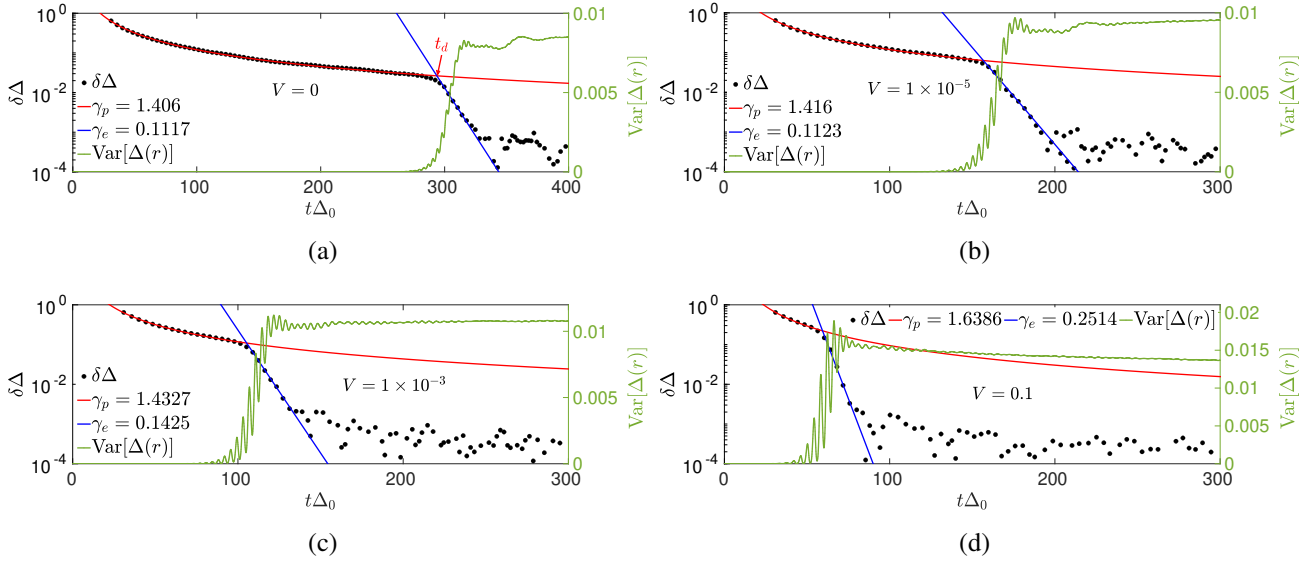 10^0
10^-2
10^-4
δΔ
δΔ
γ_p = 1.406
γ_e = 0.1117
Var[Δ(r)]
V = 0
t_d
0.01
0.005
0
Var[Δ(r)]
0 100 200 300 400
tΔ_0
(a)
10^0
10^-2
10^-4
δΔ
δΔ
γ_p = 1.416
γ_e = 0.1123
Var[Δ(r)]
V = 1 × 10^-5
0.01
0.005
0
Var[Δ(r)]
0 100 200 300
tΔ_0
(b)
10^0
10^-2
10^-4
δΔ
δΔ
γ_p = 1.4327
γ_e = 0.1425
Var[Δ(r)]
V = 1 × 10^-3
0.01
0.005
0
Var[Δ(r)]
0 100 200 300
tΔ_0
(c)
10^0
10^-2
10^-4
δΔ
δΔ γ_p = 1.6386 γ_e = 0.2514 Var[Δ(r)]
V = 0.1
0.02
0.015
0.01
0.005
0
Var[Δ(r)]
0 100 200 300
tΔ_0
(d)